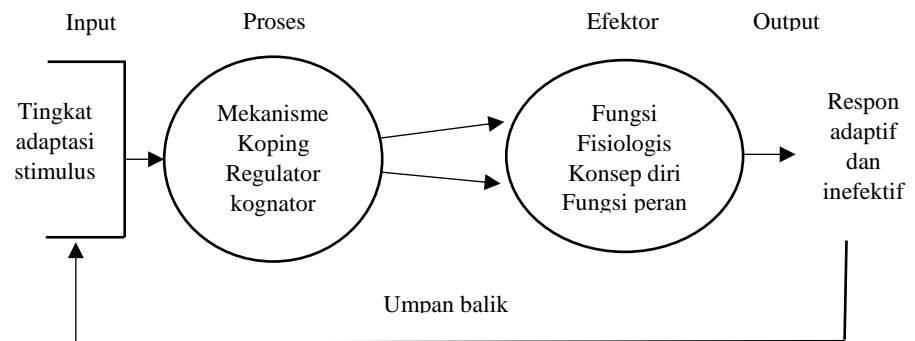 Input Proses Efektor Output
Tingkat
adaptasi
stimulus
Mekanisme
Koping
Regulator
kognator
Fungsi
Fisiologis
Konsep diri
Fungsi peran
Respon
adaptif
dan
inefektif
Umpan balik